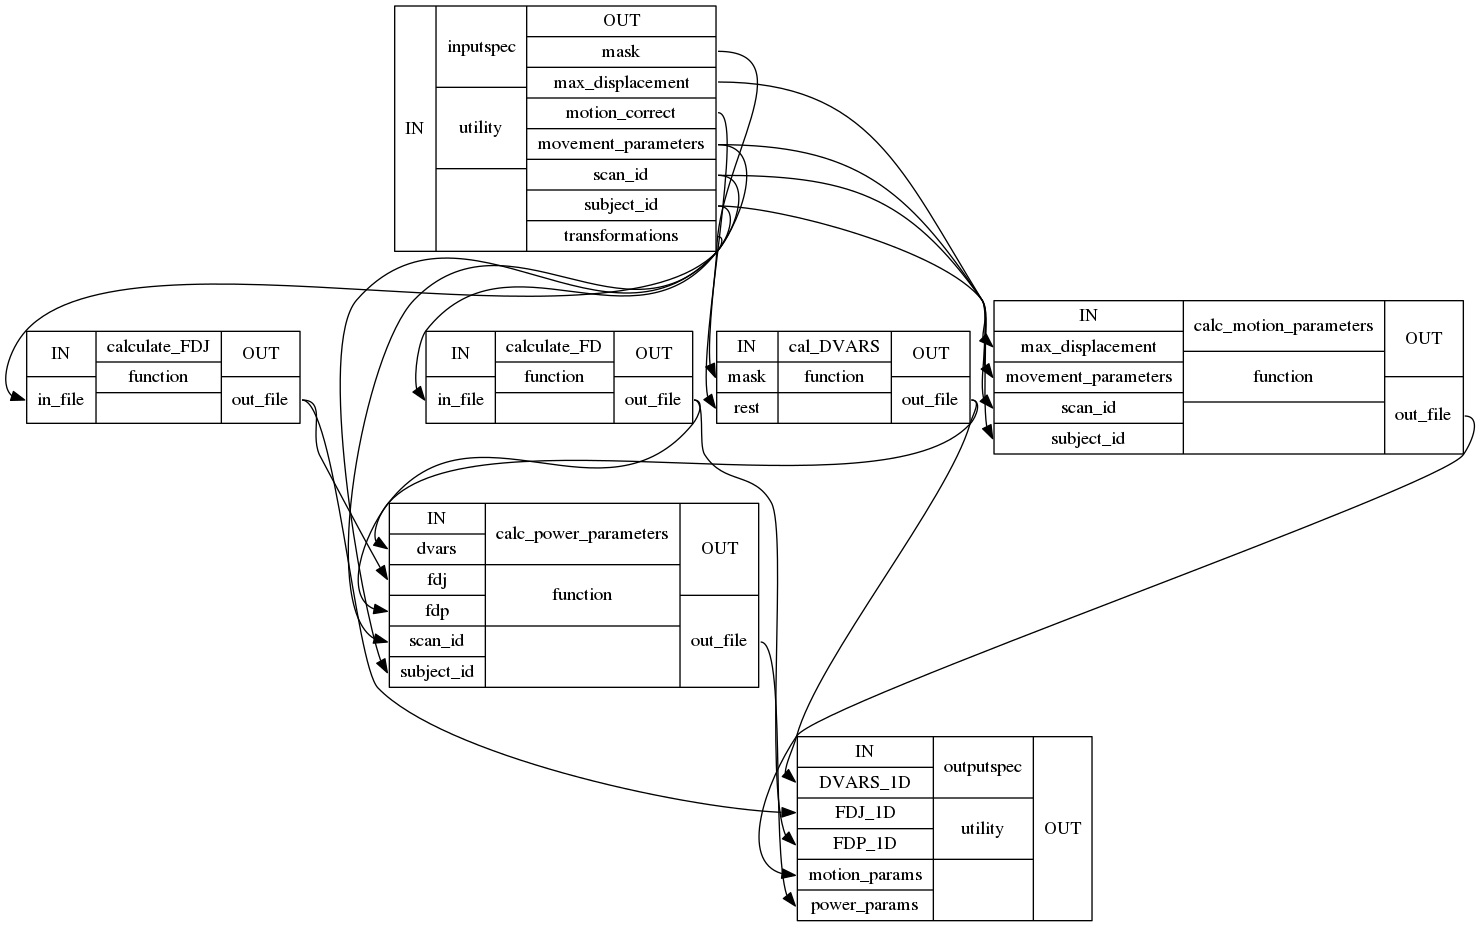 IN
inputspec
utility
OUT
mask
max_displacement
motion_correct
movement_parameters
scan_id
subject_id
transformations
IN
in_file
calculate_FDJ
function
OUT
out_file
IN
in_file
calculate_FD
function
OUT
out_file
IN
mask
rest
cal_DVARS
function
OUT
out_file
IN
max_displacement
movement_parameters
scan_id
subject_id
calc_motion_parameters
function
OUT
out_file
IN
dvars
fdj
fdp
scan_id
subject_id
calc_power_parameters
function
OUT
out_file
IN
DVARS_1D
FDJ_1D
FDP_1D
motion_params
power_params
outputspec
utility
OUT